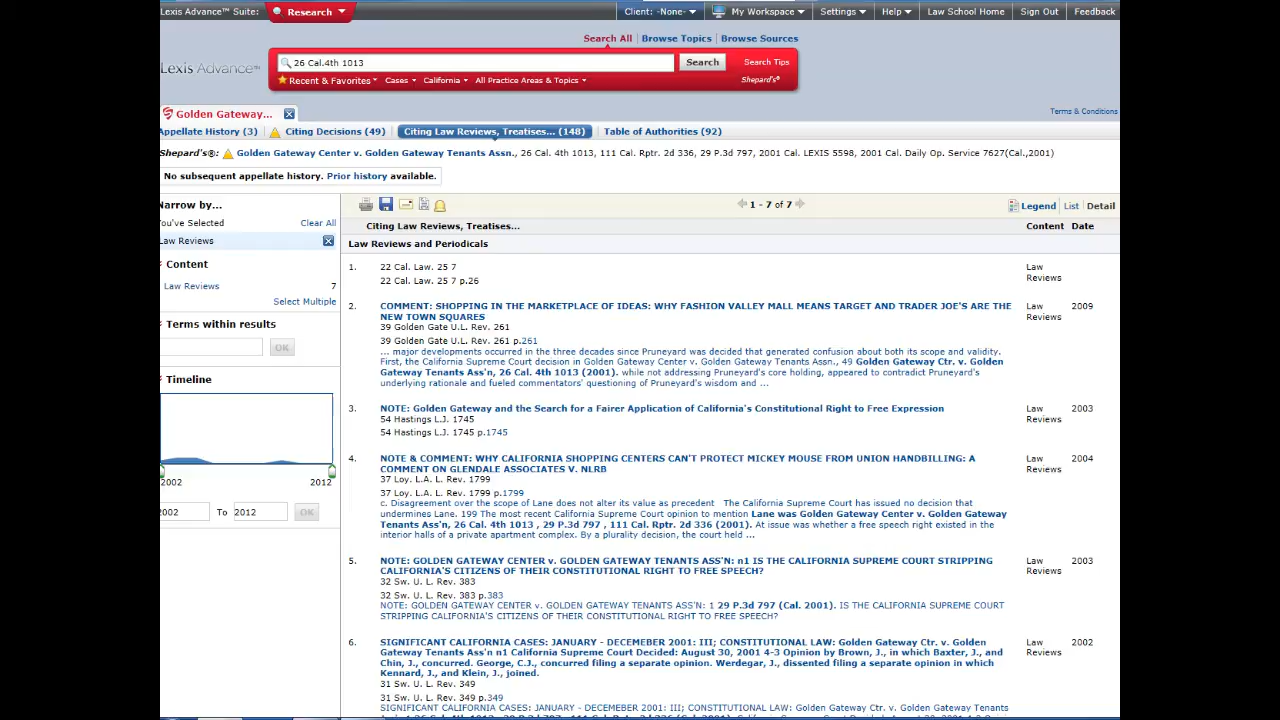 Lexis Advance™ Suite: Research Client: -None- My Workspace Settings Help Law School Home Sign Out Feedback
Search All Browse Topics Browse Sources
26 Cal.4th 1013 Search Search Tips
Lexis Advance™ Recent & Favorites Cases California All Practice Areas & Topics Shepard's®
Golden Gateway...
Terms & Conditions
Appellate History (3) Citing Decisions (49) Citing Law Reviews, Treatises... (148) Table of Authorities (92)
Shepard's®: Golden Gateway Center v. Golden Gateway Tenants Assn., 26 Cal. 4th 1013, 111 Cal. Rptr. 2d 336, 29 P.3d 797, 2001 Cal. LEXIS 5598, 2001 Cal. Daily Op. Service 7627(Cal.,2001)
No subsequent appellate history. Prior history available.
Narrow by...
You've Selected Clear All
Law Reviews
Content
Law Reviews 7
Select Multiple
Terms within results
OK
Timeline
2002 2012
2002 To 2012 OK
1 - 7 of 7 Legend List Detail
Citing Law Reviews, Treatises... Content Date
Law Reviews and Periodicals
1. 22 Cal. Law. 25 7 Law
22 Cal. Law. 25 7 p.26 Reviews
2. COMMENT: SHOPPING IN THE MARKETPLACE OF IDEAS: WHY FASHION VALLEY MALL MEANS TARGET AND TRADER JOE'S ARE THE Law 2009
NEW TOWN SQUARES Reviews
39 Golden Gate U.L. Rev. 261
39 Golden Gate U.L. Rev. 261 p.261
... major developments occurred in the three decades since Pruneyard was decided that generated confusion about both its scope and validity.
First, the California Supreme Court decision in Golden Gateway Center v. Golden Gateway Tenants Assn., 49 Golden Gateway Ctr. v. Golden
Gateway Tenants Ass'n, 26 Cal. 4th 1013 (2001). while not addressing Pruneyard's core holding, appeared to contradict Pruneyard's
underlying rationale and fueled commentators' questioning of Pruneyard's wisdom and ...
3. NOTE: Golden Gateway and the Search for a Fairer Application of California's Constitutional Right to Free Expression Law 2003
54 Hastings L.J. 1745 Reviews
54 Hastings L.J. 1745 p.1745
4. NOTE & COMMENT: WHY CALIFORNIA SHOPPING CENTERS CAN'T PROTECT MICKEY MOUSE FROM UNION HANDBILLING: A Law 2004
COMMENT ON GLENDALE ASSOCIATES V. NLRB Reviews
37 Loy. L.A. L. Rev. 1799
37 Loy. L.A. L. Rev. 1799 p.1799
c. Disagreement over the scope of Lane does not alter its value as precedent The California Supreme Court has issued no decision that
undermines Lane. 199 The most recent California Supreme Court opinion to mention Lane was Golden Gateway Center v. Golden Gateway
Tenants Ass'n, 26 Cal. 4th 1013 , 29 P.3d 797 , 111 Cal. Rptr. 2d 336 (2001). At issue was whether a free speech right existed in the
interior halls of a private apartment complex. By a plurality decision, the court held ...
5. NOTE: GOLDEN GATEWAY CENTER v. GOLDEN GATEWAY TENANTS ASS'N: n1 IS THE CALIFORNIA SUPREME COURT STRIPPING Law 2003
CALIFORNIA'S CITIZENS OF THEIR CONSTITUTIONAL RIGHT TO FREE SPEECH? Reviews
32 Sw. U. L. Rev. 383
32 Sw. U. L. Rev. 383 p.383
NOTE: GOLDEN GATEWAY CENTER v. GOLDEN GATEWAY TENANTS ASS'N: 1 29 P.3d 797 (Cal. 2001). IS THE CALIFORNIA SUPREME COURT
STRIPPING CALIFORNIA'S CITIZENS OF THEIR CONSTITUTIONAL RIGHT TO FREE SPEECH?
6. SIGNIFICANT CALIFORNIA CASES: JANUARY - DECEMEBER 2001: III; CONSTITUTIONAL LAW: Golden Gateway Ctr. v. Golden Law 2002
Gateway Tenants Ass'n n1 California Supreme Court Decided: August 30, 2001 4-3 Opinion by Brown, J., in which Baxter, J., and Reviews
Chin, J., concurred. George, C.J., concurred filing a separate opinion. Werdegar, J., dissented filing a separate opinion in which
Kennard, J., and Klein, J., joined.
31 Sw. U. L. Rev. 349
31 Sw. U. L. Rev. 349 p.349
SIGNIFICANT CALIFORNIA CASES: JANUARY - DECEMEBER 2001: III; CONSTITUTIONAL LAW: Golden Gateway Ctr. v. Golden Gateway